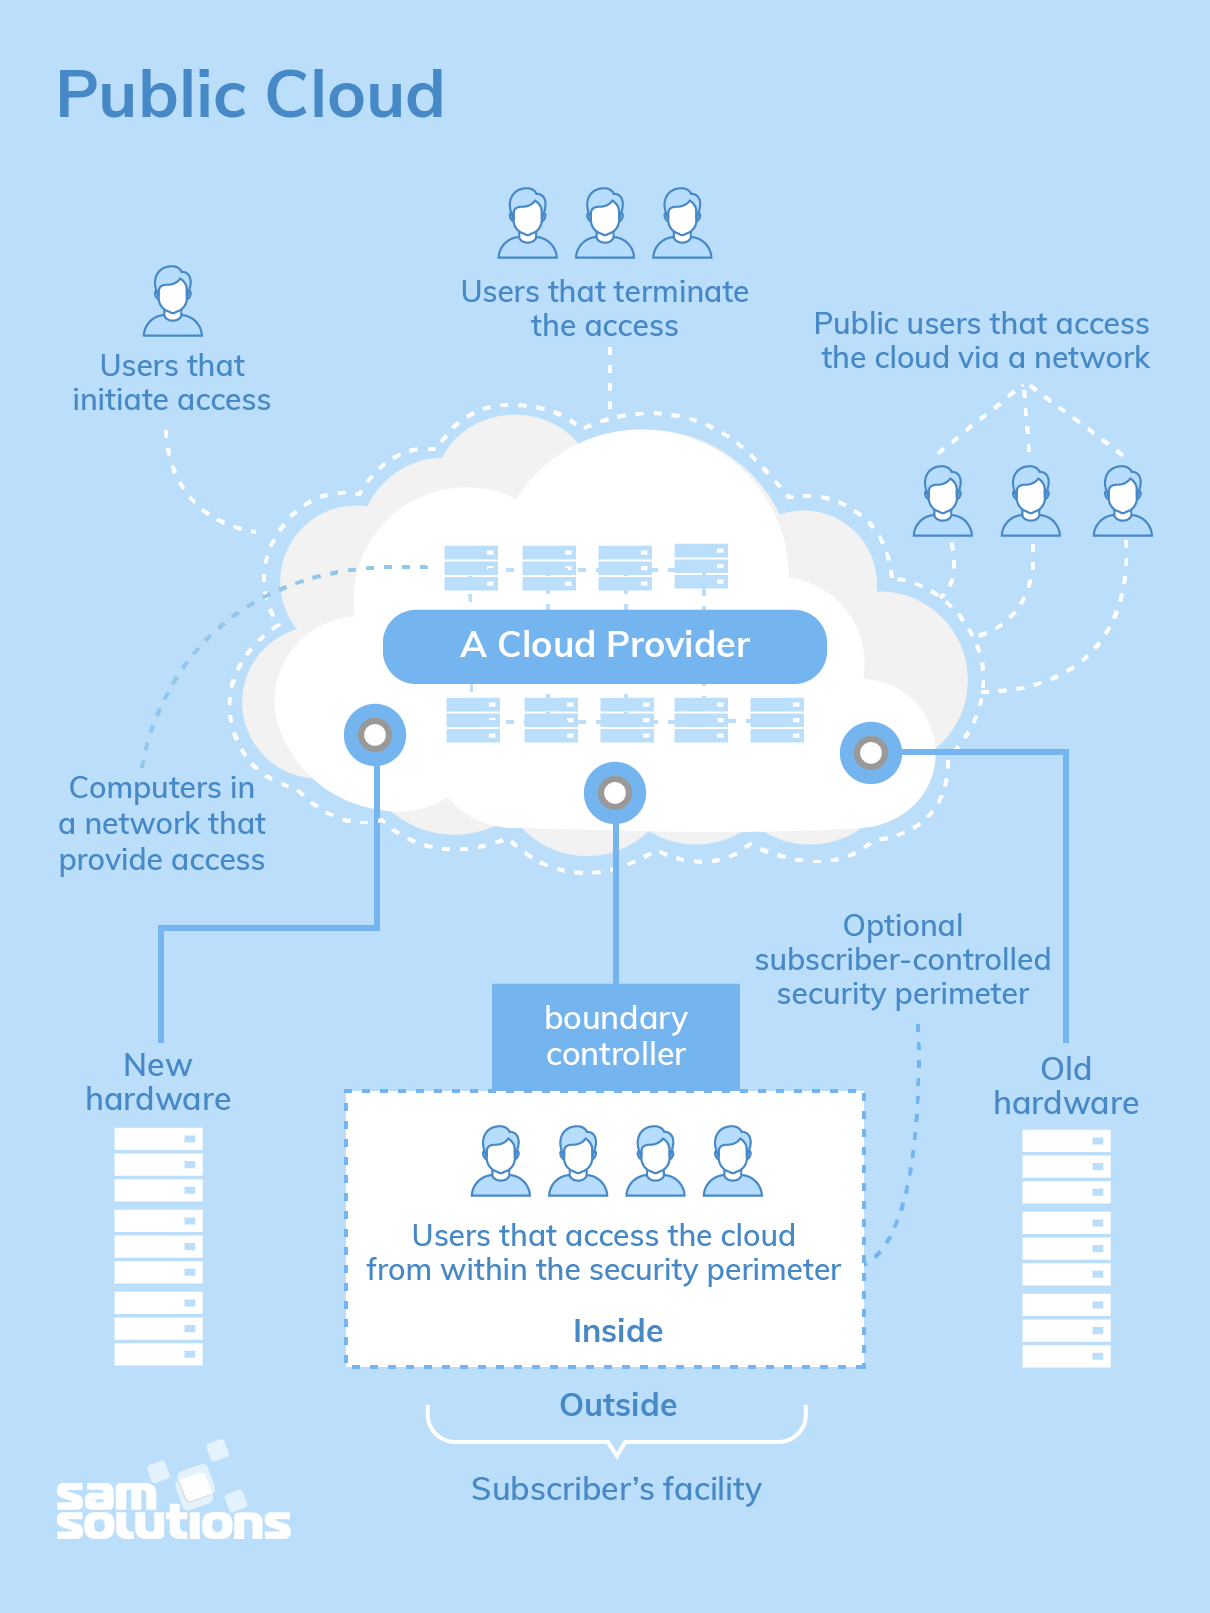 Public Cloud
Users that terminate
the access
Users that
initiate access
Public users that access
the cloud via a network
A Cloud Provider
Computers in
a network that
provide access
Optional
subscriber-controlled
security perimeter
boundary
controller
New
hardware
Old
hardware
Users that access the cloud
from within the security perimeter
Inside
Outside
Subscriber’s facility
sam
solutions